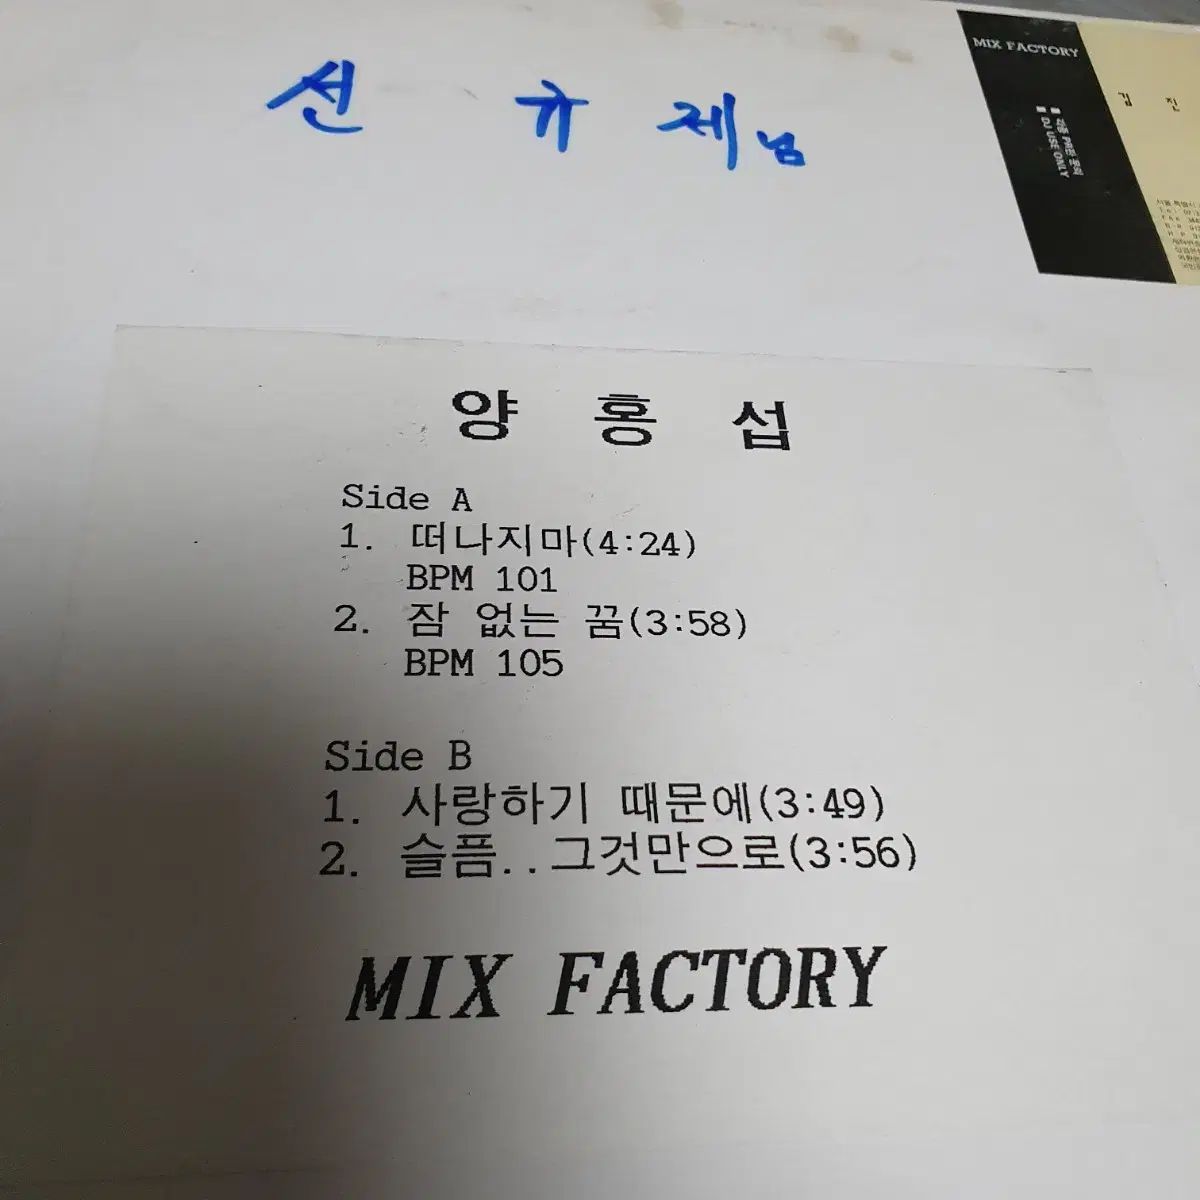 선 규 제님
MIX FACTORY
김 진
DJ USE ONLY
양 홍 섭
Side A
1. 떠나지마(4:24)
BPM 101
2. 잠 없는 꿈(3:58)
BPM 105
Side B
1. 사랑하기 때문에(3:49)
2. 슬픔..그것만으로(3:56)
MIX FACTORY